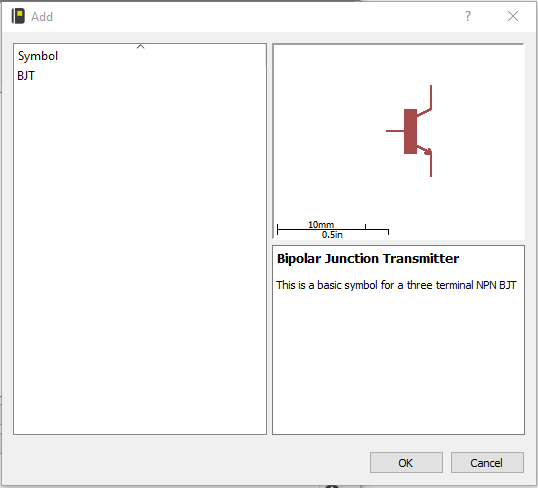 Add
?
Symbol
BJT
10mm
0.5in
Bipolar Junction Transmitter
This is a basic symbol for a three terminal NPN BJT
OK
Cancel